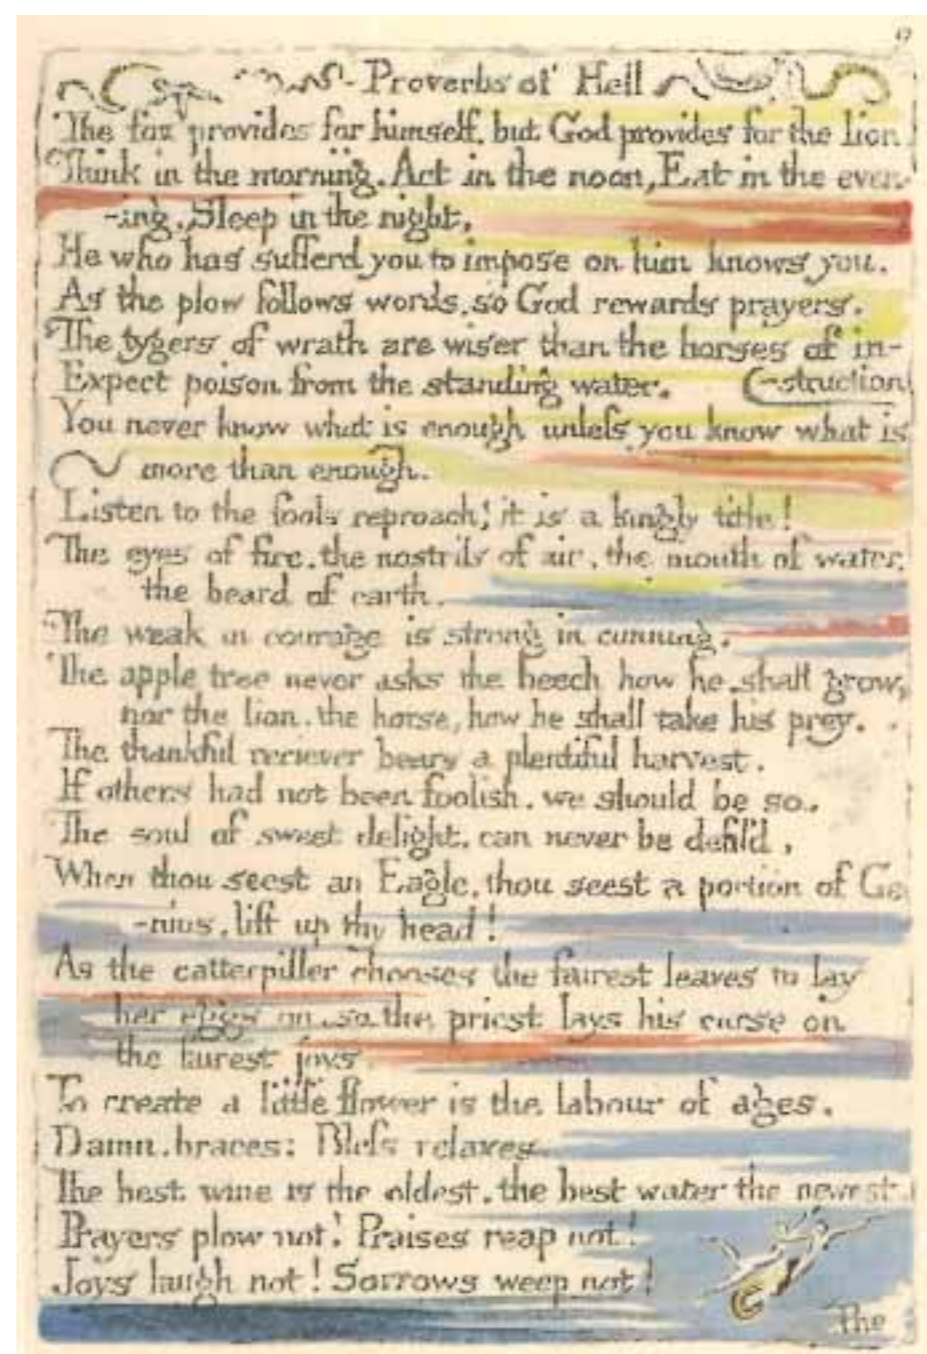 Proverbs of Hell
The fox provides for himself. but God provides for the lion
Think in the morning. Act in the noon, Eat in the even-
-ing. Sleep in the night.
He who has sufferd you to impose on him knows you.
As the plow follows words, so God rewards prayers.
The tygers of wrath are wiser than the horses of in-
Expect poison from the standing water. (-struction
You never know what is enough unless you know what is
more than enough.
Listen to the fools reproach! it is a kingly title!
The eyes of fire. the nostrils of air. the mouth of water.
the beard of earth.
The weak in courage is strong in cunning.
The apple tree never asks the beech how he shall grow,
nor the lion. the horse, how he shall take his prey.
The thankful reciever bears a plentiful harvest.
If others had not been foolish. we should be so.
The soul of sweet delight. can never be defil'd,
When thou seest an Eagle. thou seest a portion of Ge
-nius. lift up thy head!
As the catterpiller chooses the fairest leaves to lay
her eggs on. so the priest lays his curse on
the fairest joys.
To create a little flower is the labour of ages.
Damn. braces: Bless relaxes.
The best wine is the oldest. the best water the newest.
Prayers plow not! Praises reap not!
Joys laugh not! Sorrows weep not!
The